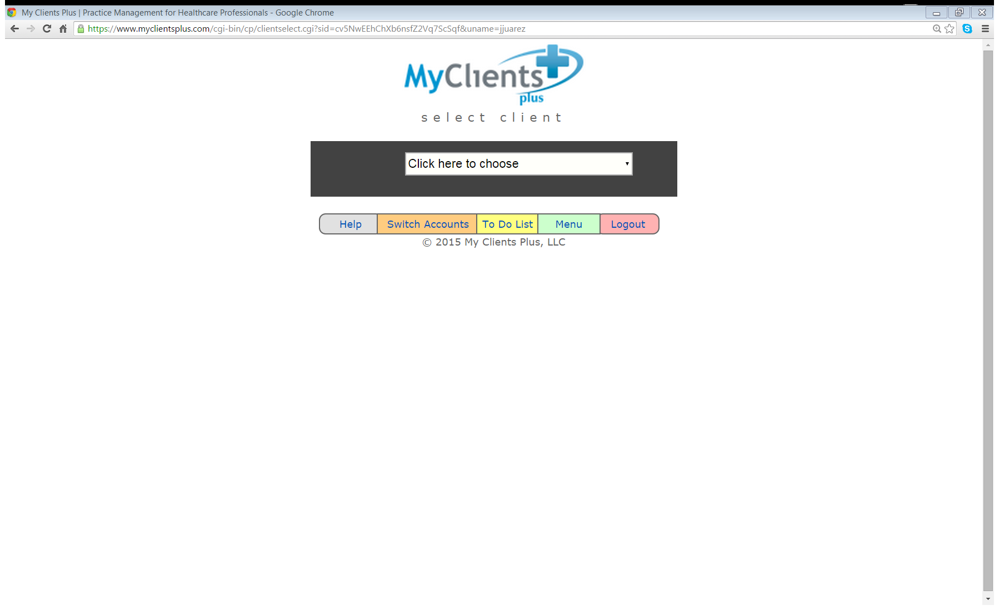 My Clients Plus | Practice Management for Healthcare Professionals - Google Chrome
https://www.myclientsplus.com/cgi-bin/cp/clientselect.cgi?sid=cv5NwEEhChXb6nsfZ2Vq7ScSqf&uname=jjuarez
MyClients
plus
select client
Click here to choose
Help Switch Accounts To Do List Menu Logout
© 2015 My Clients Plus, LLC